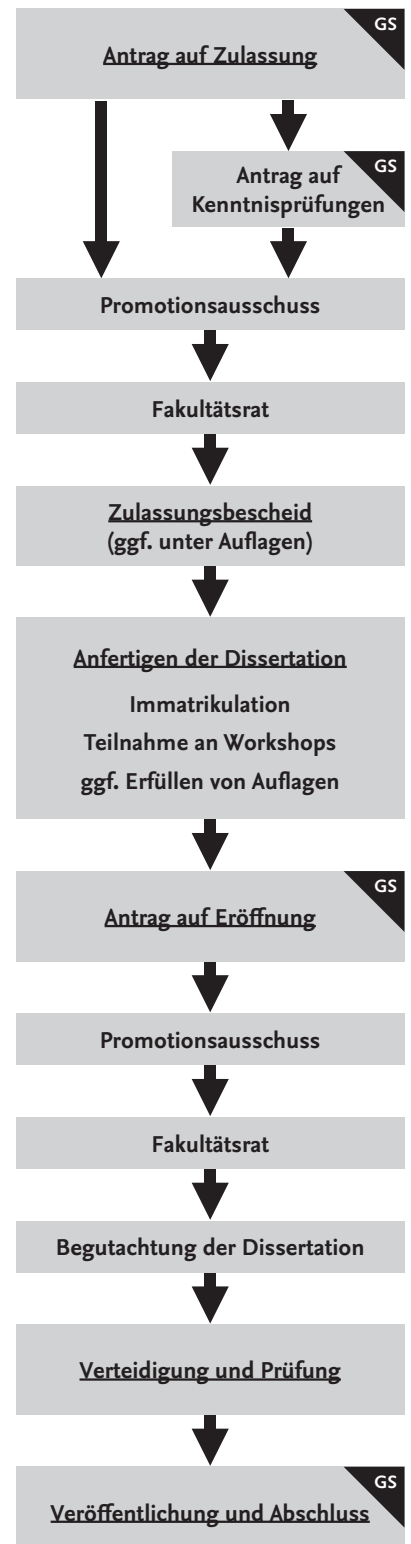 GS
Antrag auf Zulassung
GS
Antrag auf
Kenntnisprüfungen
Promotionsausschuss
Fakultätsrat
Zulassungsbescheid
(ggf. unter Auflagen)
Anfertigen der Dissertation
Immatrikulation
Teilnahme an Workshops
ggf. Erfüllen von Auflagen
GS
Antrag auf Eröffnung
Promotionsausschuss
Fakultätsrat
Begutachtung der Dissertation
Verteidigung und Prüfung
GS
Veröffentlichung und Abschluss